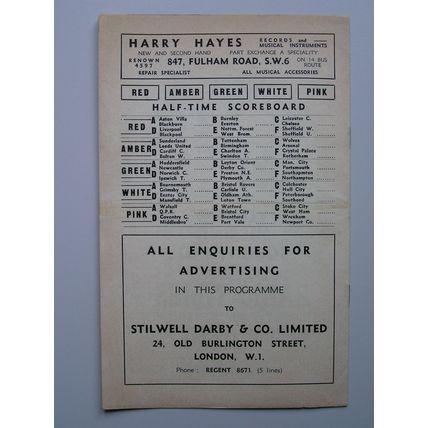 HARRY HAYES RECORDS and MUSICAL INSTRUMENTS
NEW AND SECOND HAND PART EXCHANGE A SPECIALITY
RENOWN 4597 847, FULHAM ROAD, S.W.6 ON 14 BUS ROUTE
REPAIR SPECIALIST ALL MUSICAL ACCESSORIES
RED AMBER GREEN WHITE PINK
HALF-TIME SCOREBOARD
RED
A Aston Villa B Burnley C Leicester C.
Blackburn Everton Chelsea
D Liverpool E Nottm. Forest F Sheffield W.
Blackpool West Brom. Sheffield U.
AMBER
A Sunderland B Tottenham C Wolves
Leeds United Birmingham Arsenal
D Cardiff C. E Charlton A. F Crystal Palace
Bolton W. Swindon T. Rotherham
GREEN
A Huddersfield B Leyton Orient C Man. City
Newcastle Derby Co. Portsmouth
D Norwich C. E Preston N.E. F Southampton
Ipswich T. Plymouth A. Northampton
WHITE
A Bournemouth B Bristol Rovers C Colchester
Grimsby T. Carlisle U. Hull City
D Exeter City E Oldham Ath. F Peterborough
Mansfield T. Luton Town Southend
PINK
A Walsall B Watford C Stoke City
Q.P.R. Bristol City West Ham
D Coventry C. E Brentford F Wrexham
Middlesbro' Port Vale Newport Co.
ALL ENQUIRIES FOR
ADVERTISING
IN THIS PROGRAMME
TO
STILWELL DARBY & CO. LIMITED
24, OLD BURLINGTON STREET,
LONDON, W.1.
Phone : REGENT 8671 (5 lines)